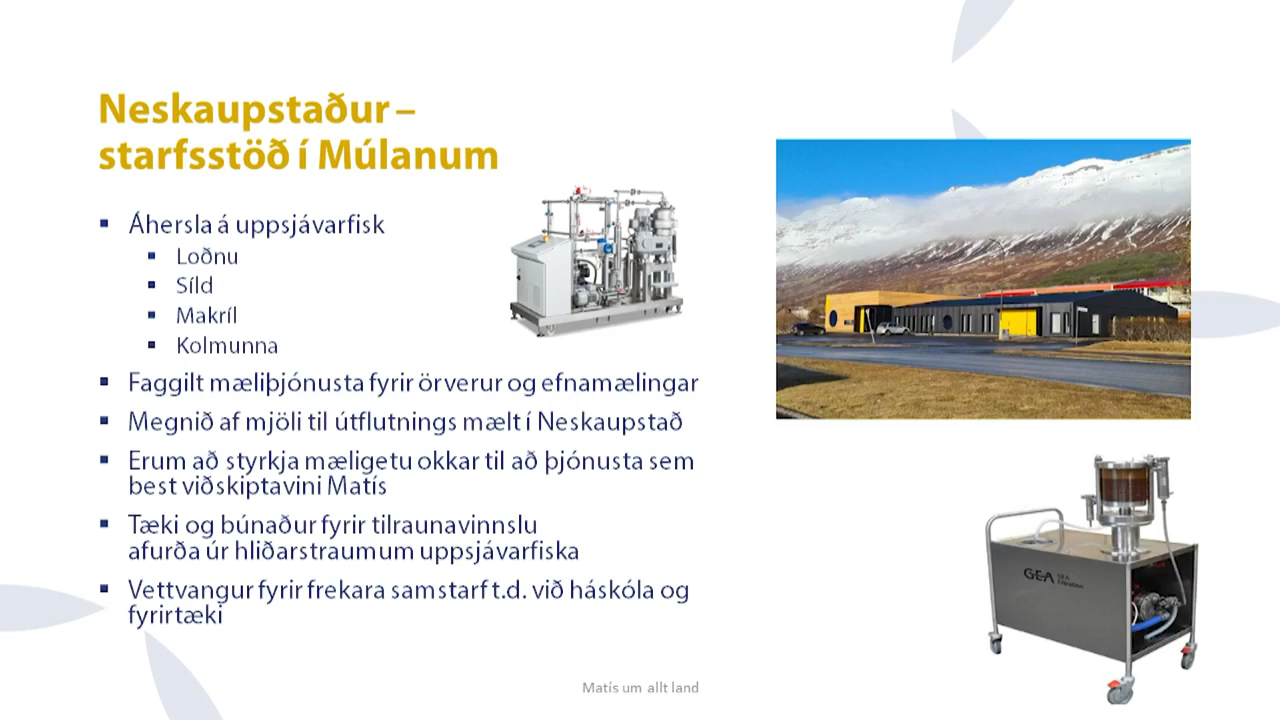 Neskaupstaður –
starfsstöð í Múlanum
Áhersla á uppsjávarfisk
Loðnu
Síld
Makríl
Kolmunna
Faggilt mæliþjónusta fyrir örverur og efnamælingar
Megnið af mjöli til útflutnings mælt í Neskaupstað
Erum að styrkja mæligetu okkar til að þjónusta sem
best viðskiptavini Matís
Tæki og búnaður fyrir tilraunavinnslu
afurða úr hliðarstraumum uppsjávarfiska
Vettvangur fyrir frekara samstarf t.d. við háskóla og
fyrirtæki
GEA GEA
Filtration
Matís um allt land